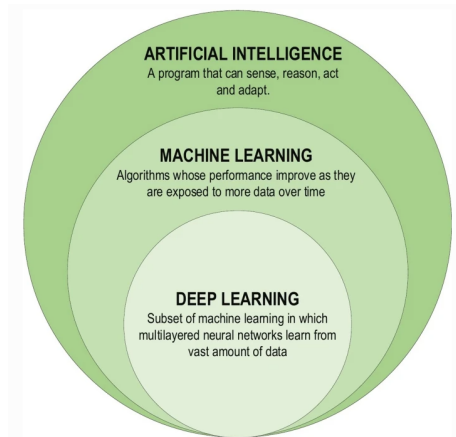 ARTIFICIAL INTELLIGENCE
A program that can sense, reason, act
and adapt.
MACHINE LEARNING
Algorithms whose performance improve as they
are exposed to more data over time
DEEP LEARNING
Subset of machine learning in which
multilayered neural networks learn from
vast amount of data